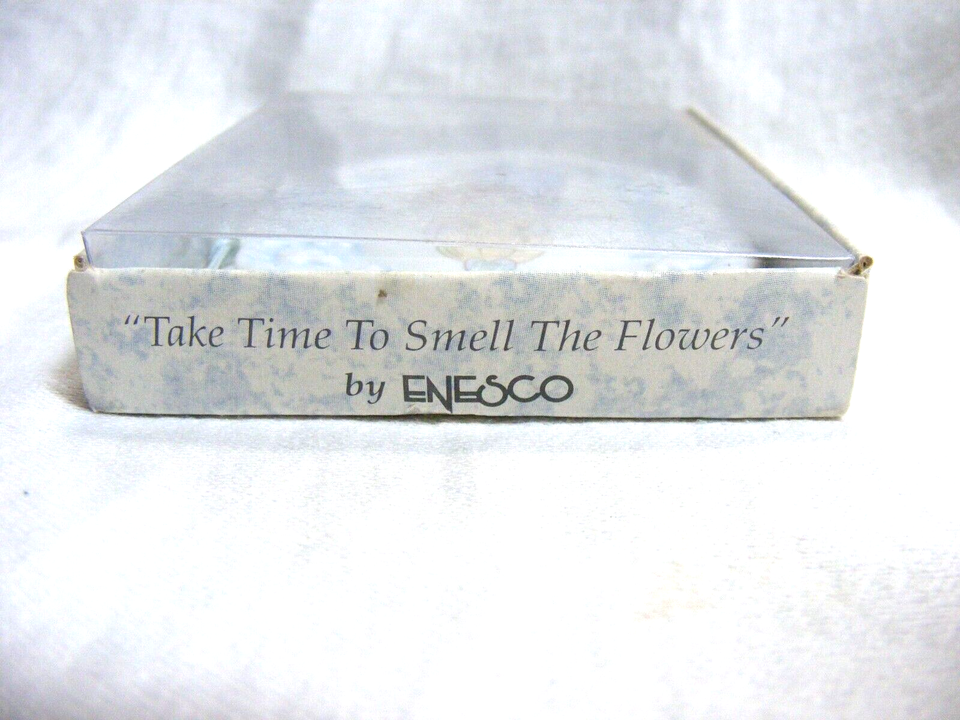 “Take Time To Smell The Flowers”
by ENESCO